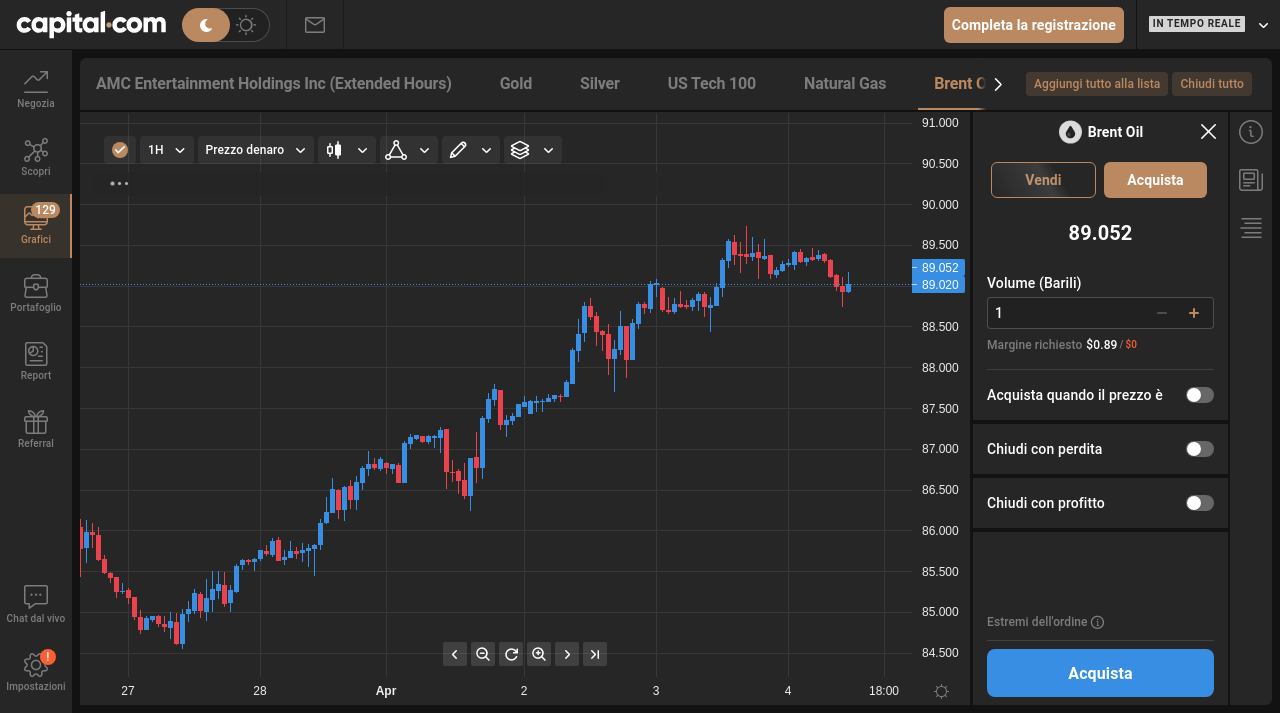 capital.com
Completa la registrazione
IN TEMPO REALE
AMC Entertainment Holdings Inc (Extended Hours)
Gold
Silver
US Tech 100
Natural Gas
Brent O
Aggiungi tutto alla lista
Chiudi tutto
Negozia
Scopri
129
Grafici
Portafoglio
Report
Referral
Chat dal vivo
!
Impostazioni
1H
Prezzo denaro
91.000
90.500
90.000
89.500
89.052
89.020
88.500
88.000
87.500
87.000
86.500
86.000
85.500
85.000
84.500
27
28
Apr
2
3
4
18:00
Brent Oil
Vendi
Acquista
89.052
Volume (Barili)
1
Margine richiesto $0.89 / $0
Acquista quando il prezzo è
Chiudi con perdita
Chiudi con profitto
Estremi dell'ordine
Acquista